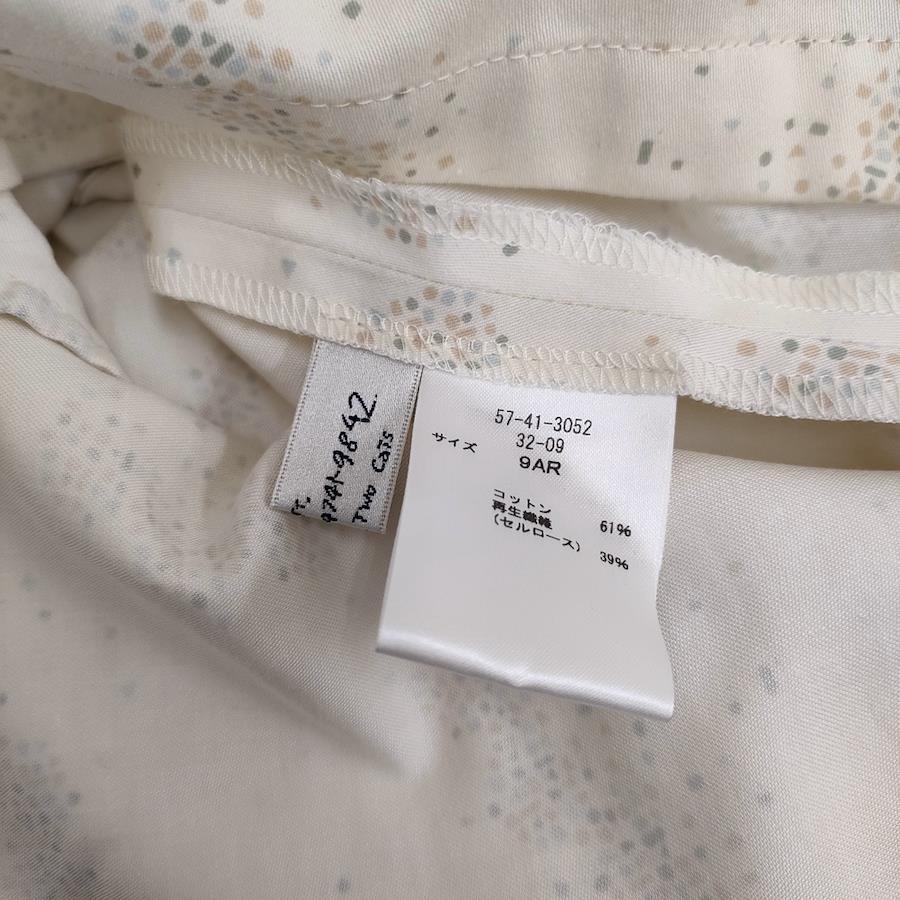 57-41-3052
サイズ 32-09
9AR
コットン 61%
再生繊維
(セルロース) 39%
Two Cats